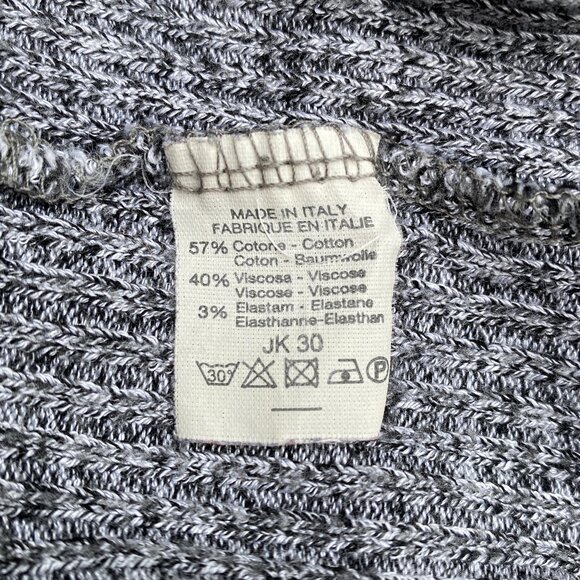 MADE IN ITALY
FABRIQUE EN ITALIE
57% Cotone - Cotton
Coton - Baumwolle
40% Viscosa - Viscose
Viscose - Viscose
3% Elastam - Elastane
Elasthanne-Elasthan
JK 30
30° P